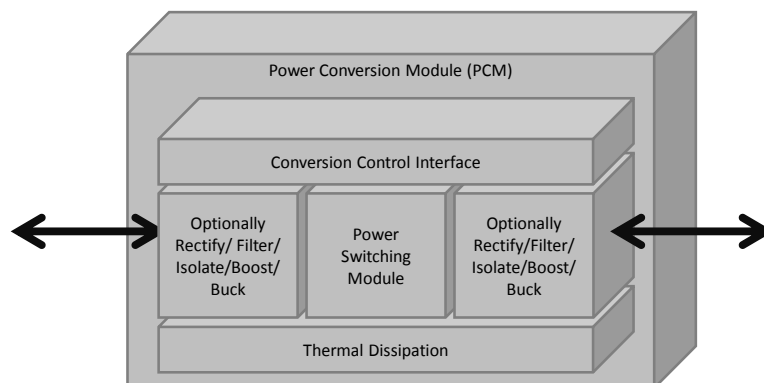 Power Conversion Module (PCM)
Conversion Control Interface
Optionally
Rectify/ Filter/
Isolate/Boost/
Buck
Power
Switching
Module
Optionally
Rectify/Filter/
Isolate/Boost/
Buck
Thermal Dissipation